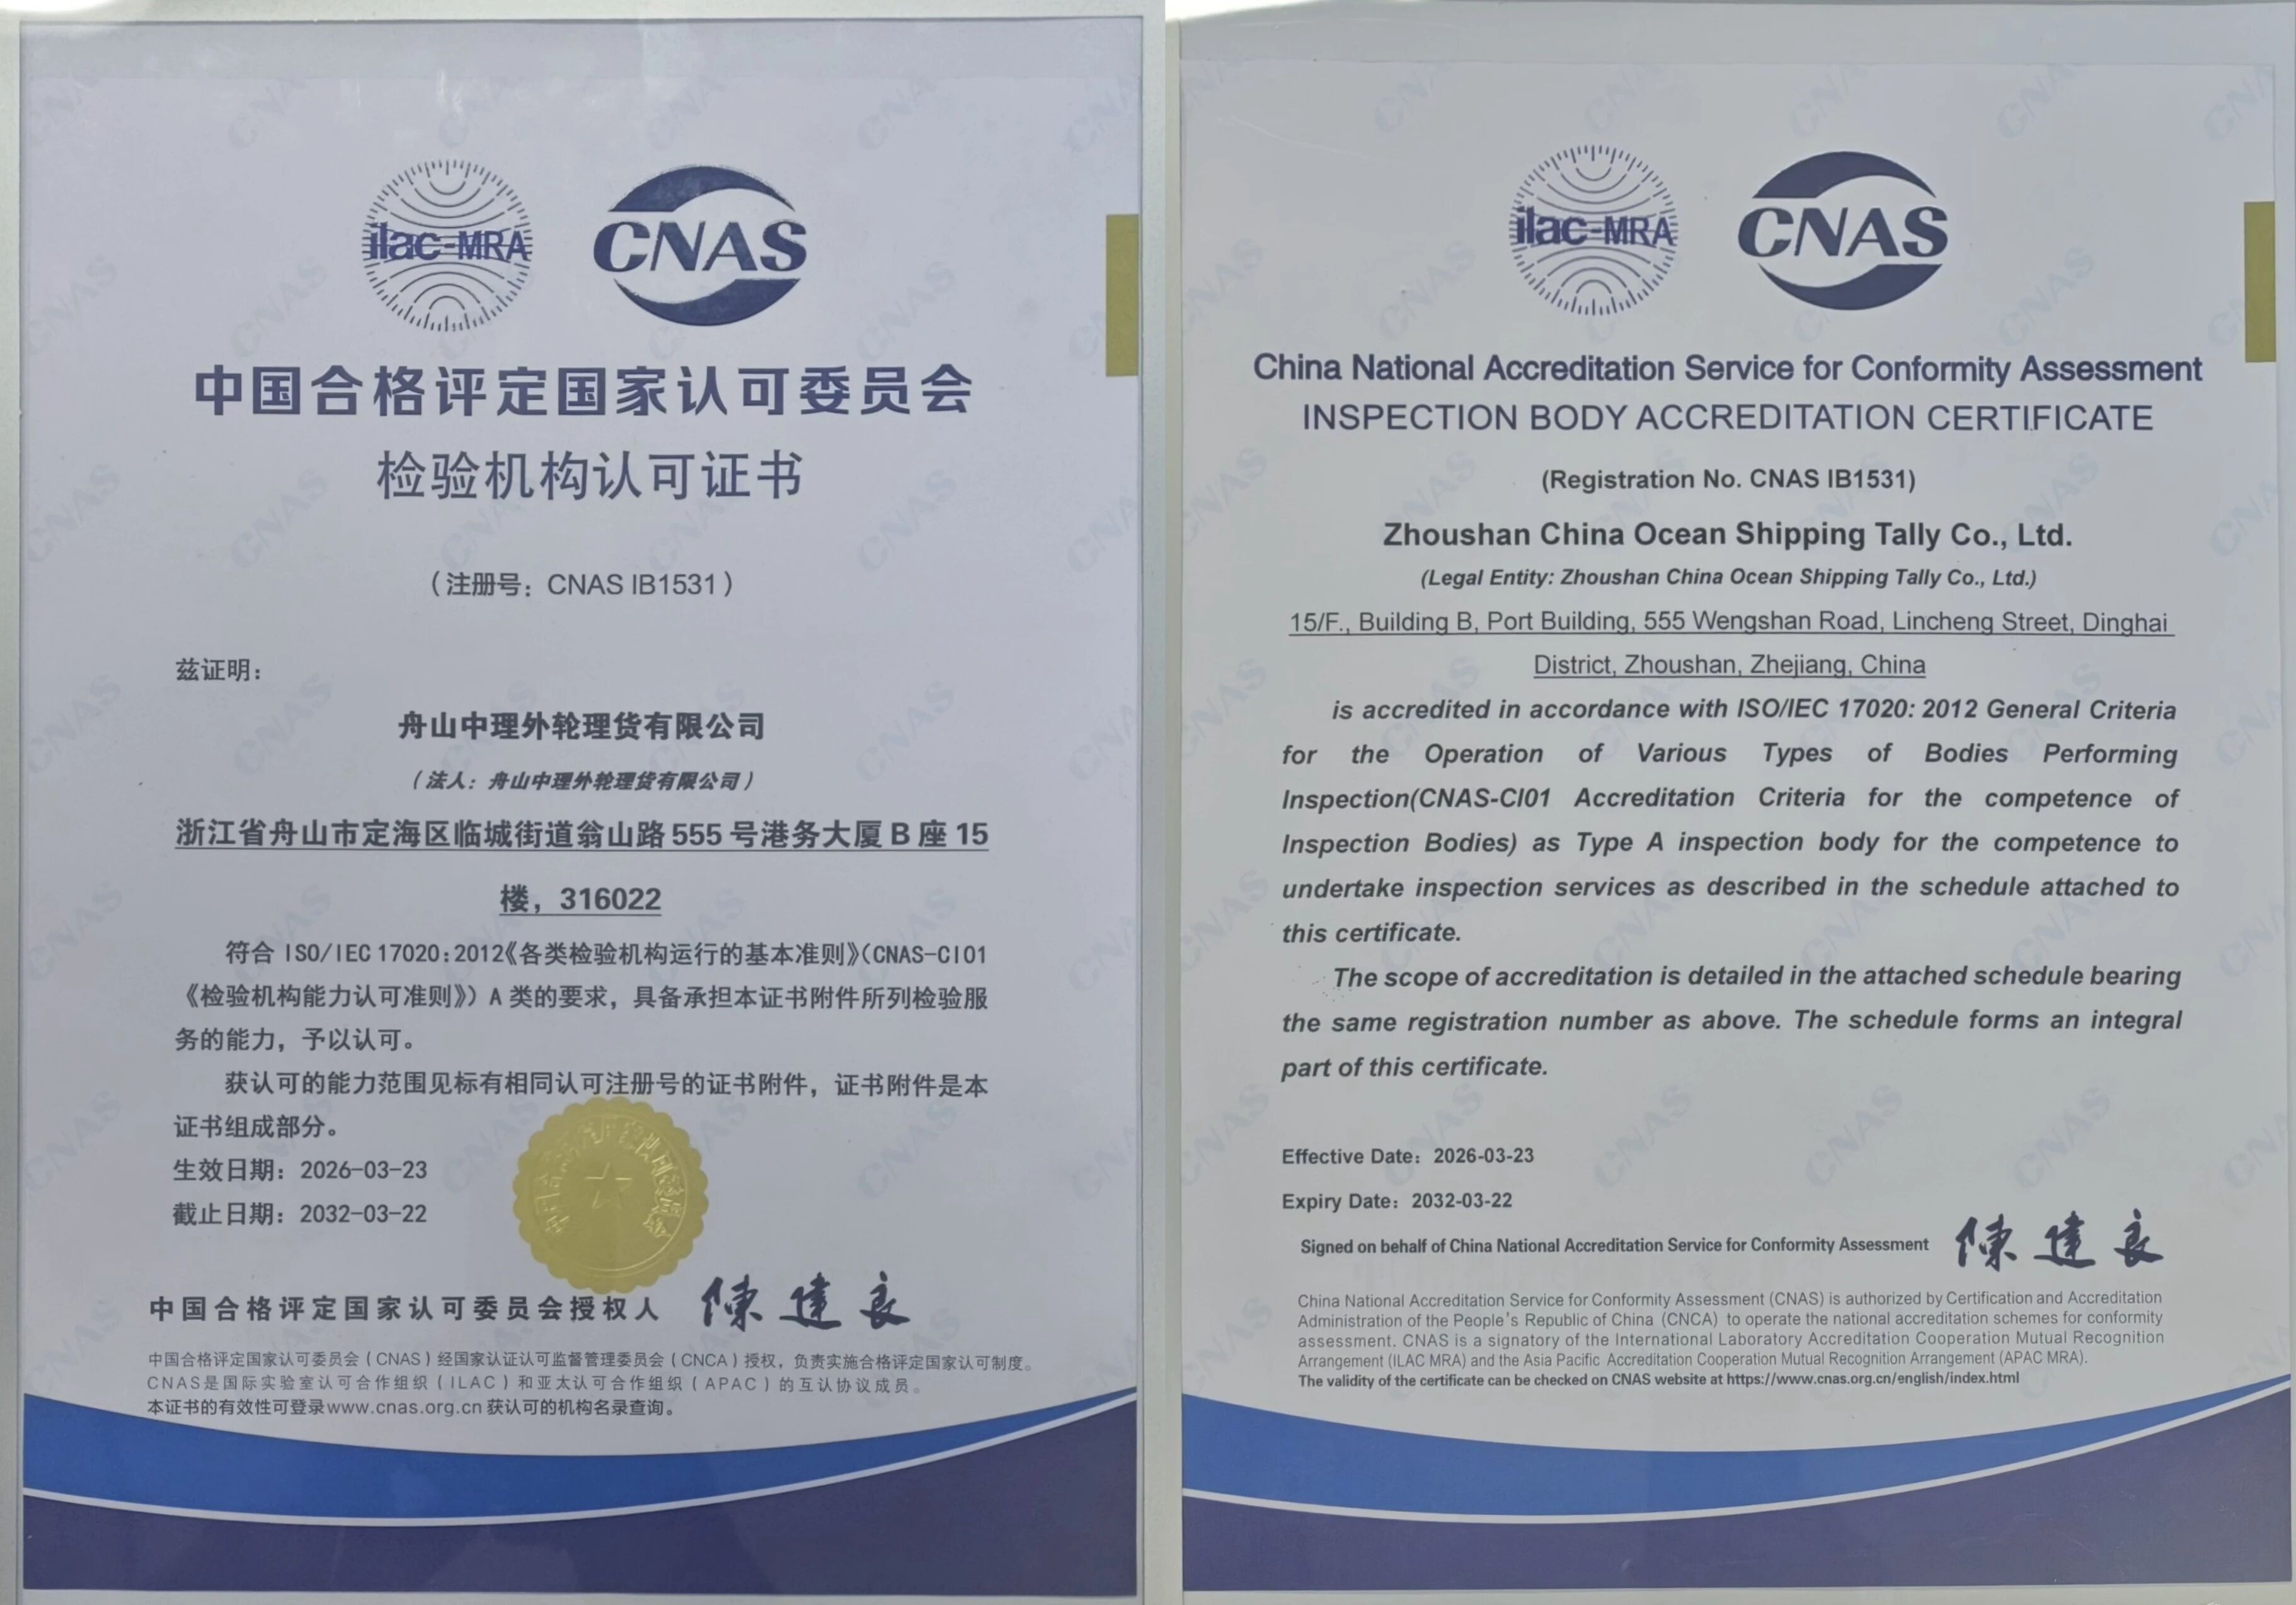 ilac-MRA
CNAS
中国合格评定国家认可委员会
检验机构认可证书
（注册号：CNAS IB1531）
兹证明：
舟山中理外轮理货有限公司
（法人：舟山中理外轮理货有限公司）
浙江省舟山市定海区临城街道翁山路 555 号港务大厦 B 座 15
楼，316022
符合 ISO/IEC 17020:2012《各类检验机构运行的基本准则》（CNAS-CI01
《检验机构能力认可准则》）A 类的要求，具备承担本证书附件所列检验服
务的能力，予以认可。
获认可的能力范围见标有相同认可注册号的证书附件，证书附件是本
证书组成部分。
生效日期：2026-03-23
截止日期：2032-03-22
中国合格评定国家认可委员会授权人 陳建良
中国合格评定国家认可委员会（CNAS）经国家认证认可监督管理委员会（CNCA）授权，负责实施合格评定国家认可制度。
CNAS是国际实验室认可合作组织（ILAC）和亚太认可合作组织（APAC）的互认协议成员。
本证书的有效性可登录www.cnas.org.cn 获认可的机构名录查询。
ilac-MRA
CNAS
China National Accreditation Service for Conformity Assessment
INSPECTION BODY ACCREDITATION CERTIFICATE
(Registration No. CNAS IB1531)
Zhoushan China Ocean Shipping Tally Co., Ltd.
(Legal Entity: Zhoushan China Ocean Shipping Tally Co., Ltd.)
15/F., Building B, Port Building, 555 Wengshan Road, Lincheng Street, Dinghai
District, Zhoushan, Zhejiang, China
is accredited in accordance with ISO/IEC 17020: 2012 General Criteria
for the Operation of Various Types of Bodies Performing
Inspection(CNAS-CI01 Accreditation Criteria for the competence of
Inspection Bodies) as Type A inspection body for the competence to
undertake inspection services as described in the schedule attached to
this certificate.
The scope of accreditation is detailed in the attached schedule bearing
the same registration number as above. The schedule forms an integral
part of this certificate.
Effective Date: 2026-03-23
Expiry Date: 2032-03-22
Signed on behalf of China National Accreditation Service for Conformity Assessment 陳建良
China National Accreditation Service for Conformity Assessment (CNAS) is authorized by Certification and Accreditation
Administration of the People's Republic of China (CNCA) to operate the national accreditation schemes for conformity
assessment. CNAS is a signatory of the International Laboratory Accreditation Cooperation Mutual Recognition
Arrangement (ILAC MRA) and the Asia Pacific Accreditation Cooperation Mutual Recognition Arrangement (APAC MRA).
The validity of the certificate can be checked on CNAS website at https://www.cnas.org.cn/english/index.html